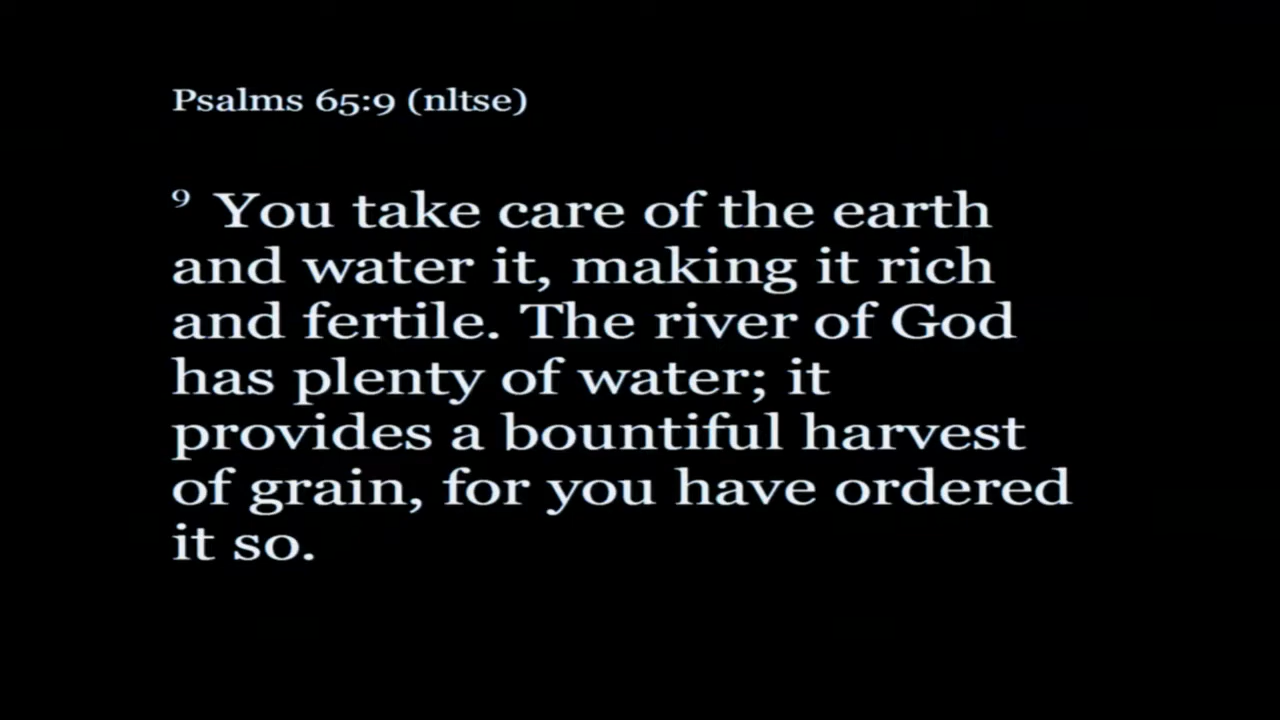 Psalms 65:9 (nltse)
9 You take care of the earth
and water it, making it rich
and fertile. The river of God
has plenty of water; it
provides a bountiful harvest
of grain, for you have ordered
it so.